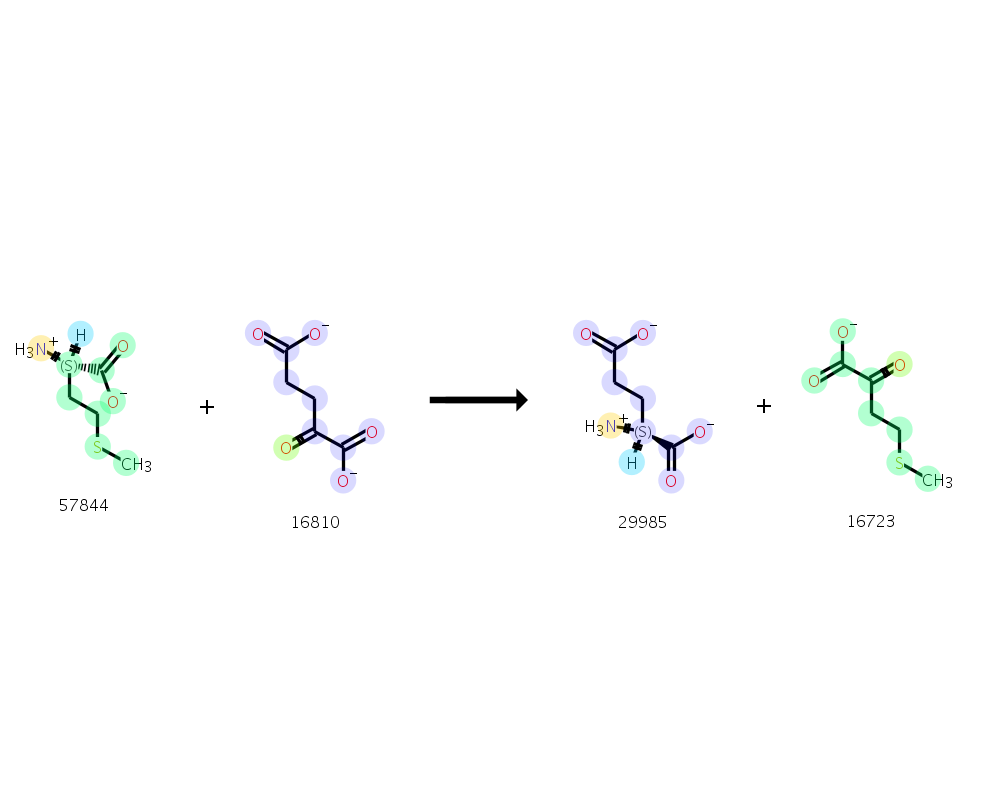 H O
H₃N⁺ (S)
O⁻
S
CH₃
57844
+
O O⁻
O O
O⁻
16810
O O⁻
H₃N⁺ (S) O⁻
H O
29985
+
O⁻
O O
S
CH₃
16723